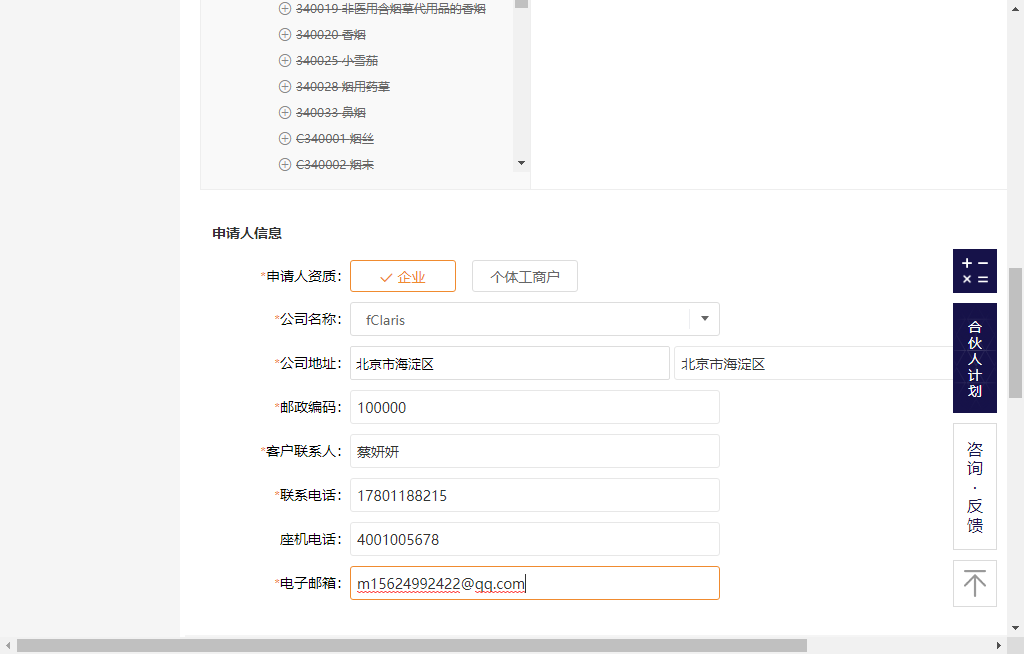 340019 非医用含烟草代用品的香烟
340020 香烟
340025 小雪茄
340028 烟用药草
340033 鼻烟
C340001 烟丝
C340002 烟末
申请人信息
*申请人资质： 企业 个体工商户
*公司名称： fClaris
*公司地址： 北京市海淀区 北京市海淀区
*邮政编码： 100000
*客户联系人： 蔡妍妍
*联系电话： 17801188215
座机电话： 4001005678
*电子邮箱： m15624992422@qq.com
合伙人计划
咨询·反馈